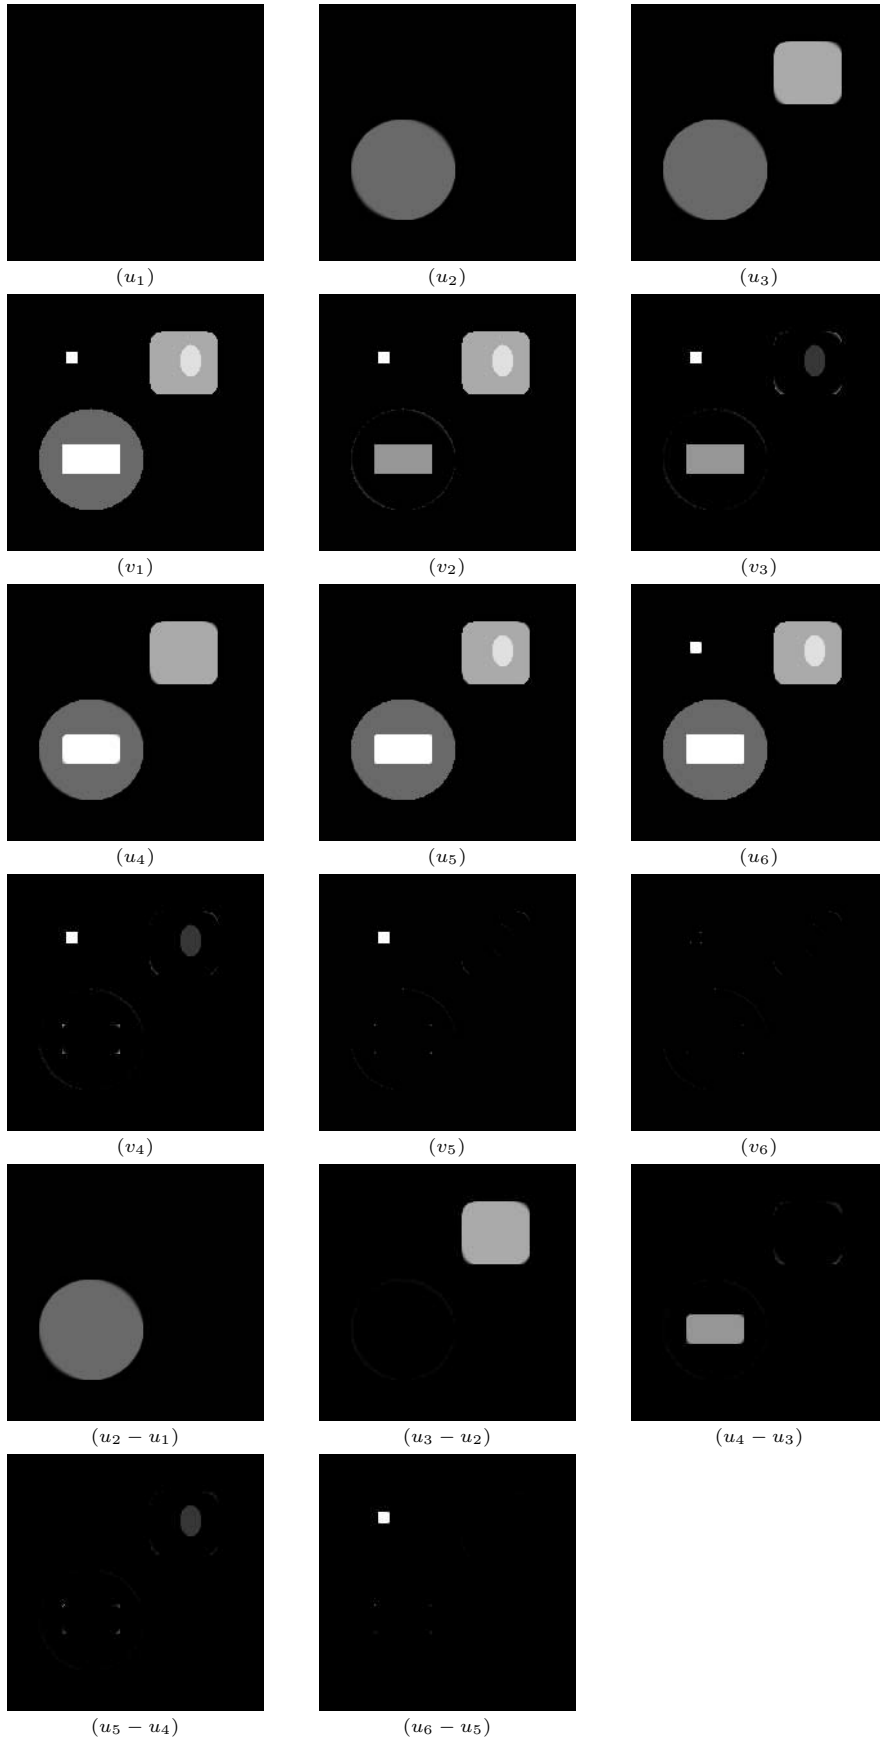 (u₁) (u₂) (u₃)
(v₁) (v₂) (v₃)
(u₄) (u₅) (u₆)
(v₄) (v₅) (v₆)
(u₂ − u₁) (u₃ − u₂) (u₄ − u₃)
(u₅ − u₄) (u₆ − u₅)